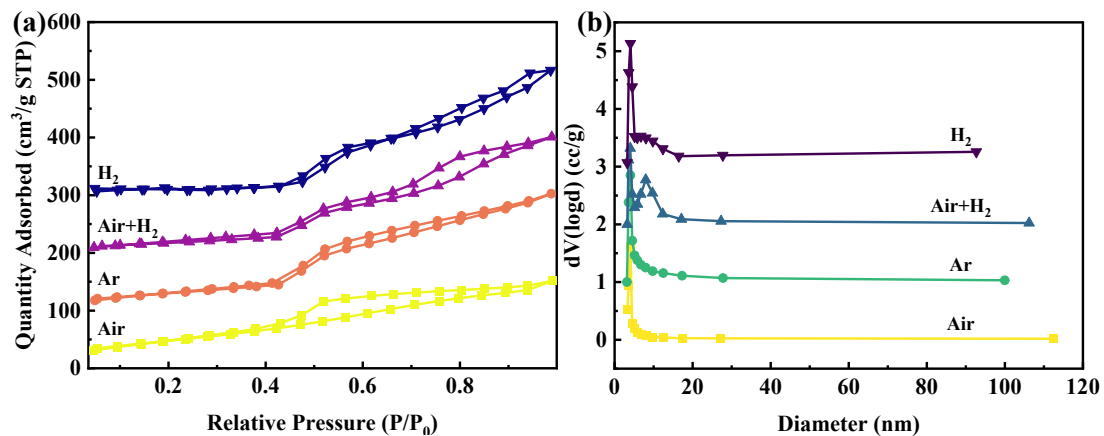 (a)
600
500
400
300
200
100
0
Quantity Adsorbed (cm³/g STP)
H₂
Air+H₂
Ar
Air
0.2
0.4
0.6
0.8
Relative Pressure (P/P₀)
(b)
5
4
3
2
1
0
dV(logd) (cc/g)
H₂
Air+H₂
Ar
Air
0
20
40
60
80
100
120
Diameter (nm)